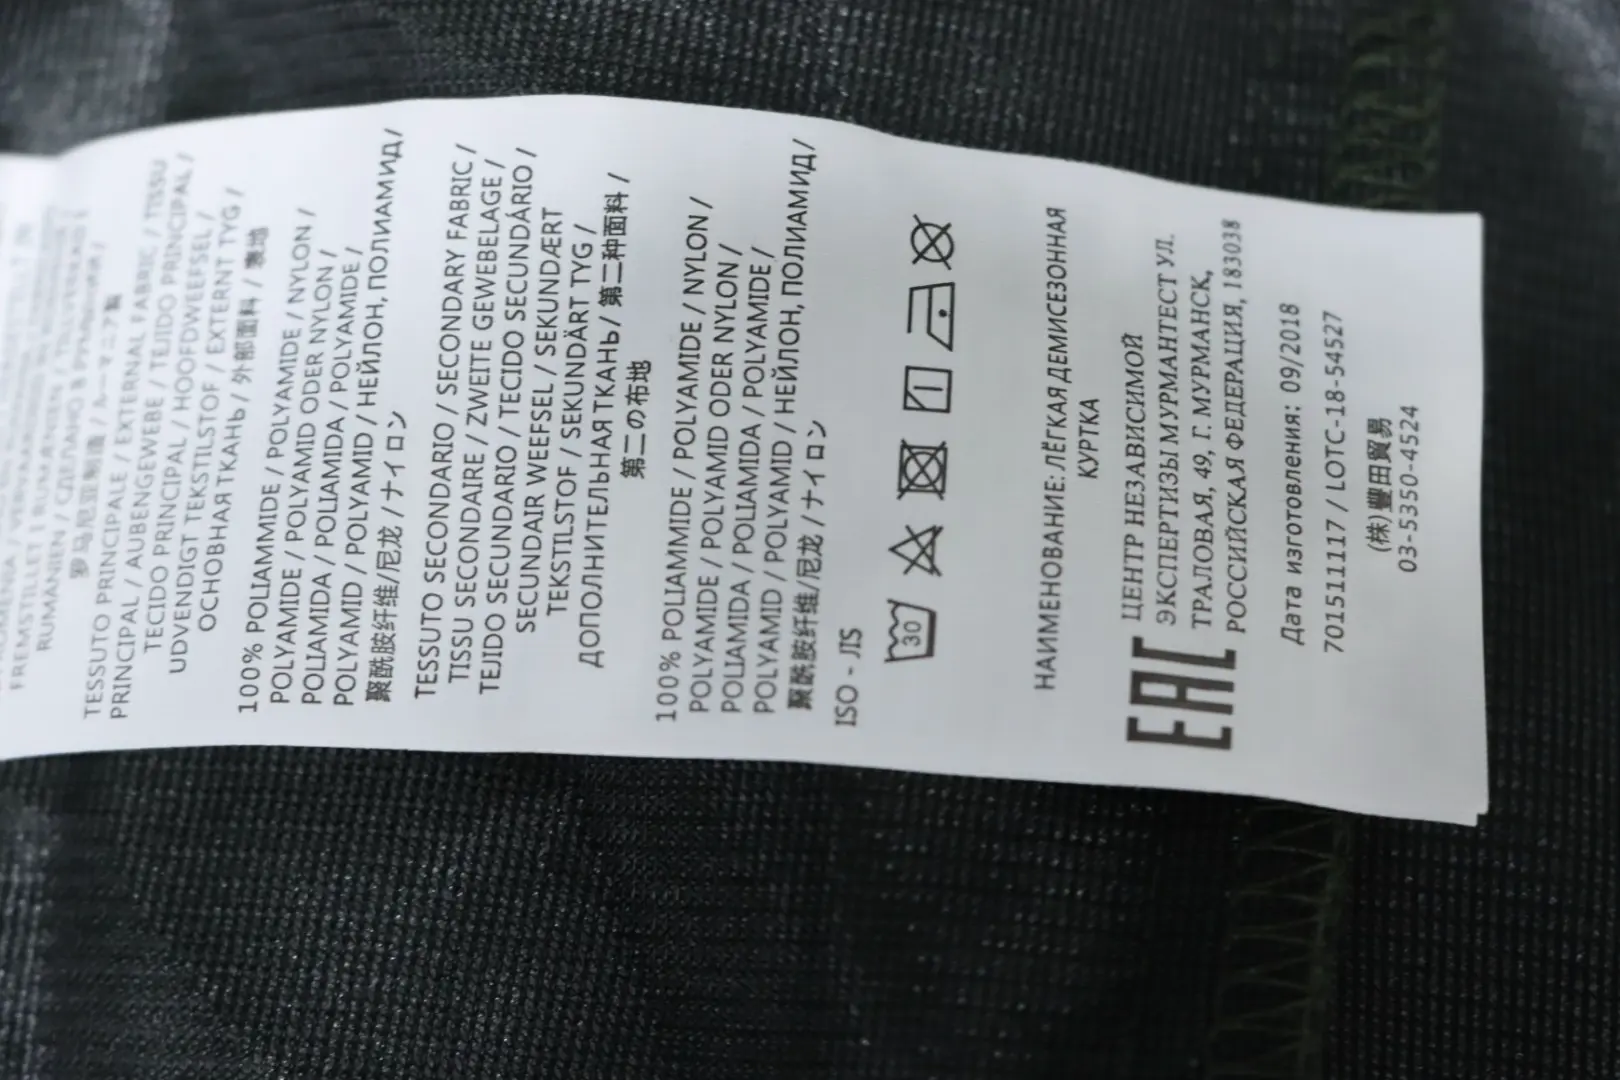 FREMSTILLET I RUMÆNIEN /
RUMANIEN / СДЕЛАНО В РУМЫНИИ /
罗马尼亚制造 / ルーマニア製
TESSUTO PRINCIPALE / EXTERNAL FABRIC / TISSU
PRINCIPAL / AUBENGEWEBE / TEJIDO PRINCIPAL /
TECIDO PRINCIPAL / HOOFDWEEFSEL /
UDVENDIGT TEKSTILSTOF / EXTERNT TYG /
ОСНОВНАЯ ТКАНЬ / 外部面料 / 表地
100% POLIAMMIDE / POLYAMIDE / NYLON /
POLYAMIDE / POLYAMID ODER NYLON /
POLIAMIDA / POLIAMIDA / POLYAMIDE /
POLYAMID / POLYAMID / НЕЙЛОН, ПОЛИАМИД /
聚酰胺纤维/尼龙 / ナイロン
TESSUTO SECONDARIO / SECONDARY FABRIC /
TISSU SECONDAIRE / ZWEITE GEWEBELAGE /
TEJIDO SECUNDARIO / TECIDO SECUNDÁRIO /
SECUNDAIR WEEFSEL / SEKUNDÆRT
TEKSTILSTOF / SEKUNDÄRT TYG /
ДОПОЛНИТЕЛЬНАЯ ТКАНЬ / 第二种面料 /
第二の布地
100% POLIAMMIDE / POLYAMIDE / NYLON /
POLYAMIDE / POLYAMID ODER NYLON /
POLIAMIDA / POLIAMIDA / POLYAMIDE /
POLYAMID / POLYAMID / НЕЙЛОН, ПОЛИАМИД /
聚酰胺纤维/尼龙 / ナイロン
ISO - JIS
30
НАИМЕНОВАНИЕ: ЛЁГКАЯ ДЕМИСЕЗОННАЯ
КУРТКА
EAC
ЦЕНТР НЕЗАВИСИМОЙ
ЭКСПЕРТИЗЫ МУРМАНТЕСТ УЛ.
ТРАЛОВАЯ, 49, Г. МУРМАНСК,
РОССИЙСКАЯ ФЕДЕРАЦИЯ, 183038
Дата изготовления: 09/2018
701511117 / LOTC-18-54527
(株)豐田貿易
03-5350-4524